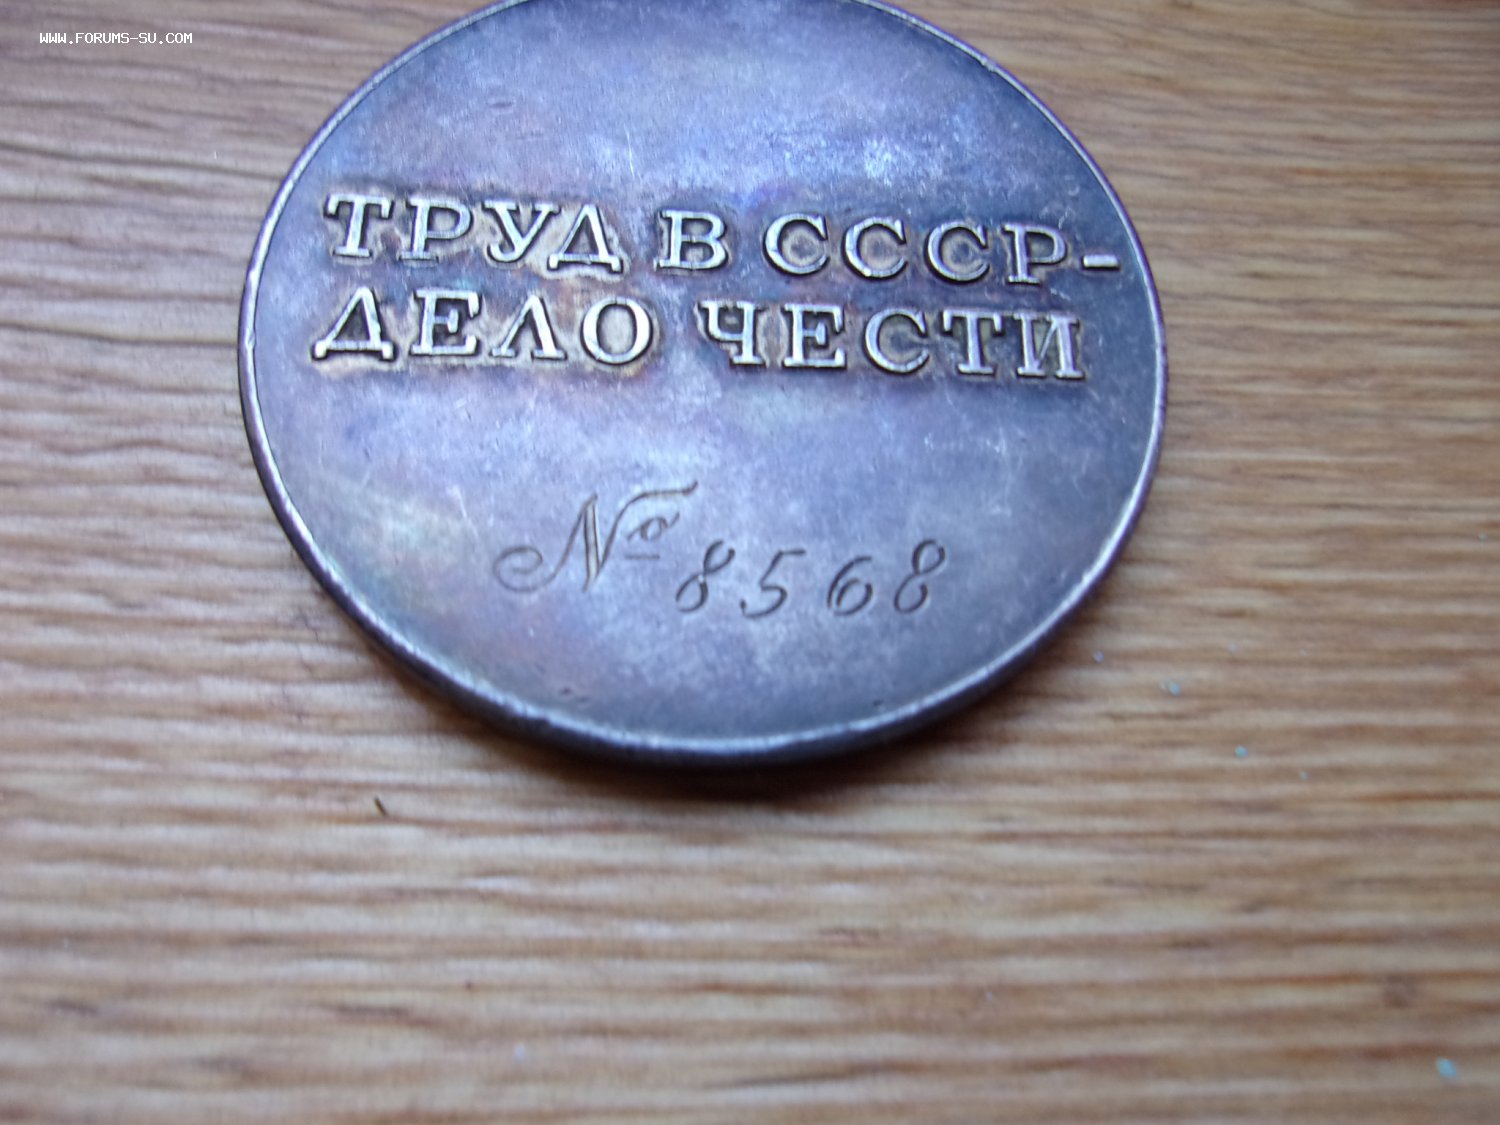 WWW.FORUMS-SU.COM
ТРУД В СССР-
ДЕЛО ЧЕСТИ
№ 8568